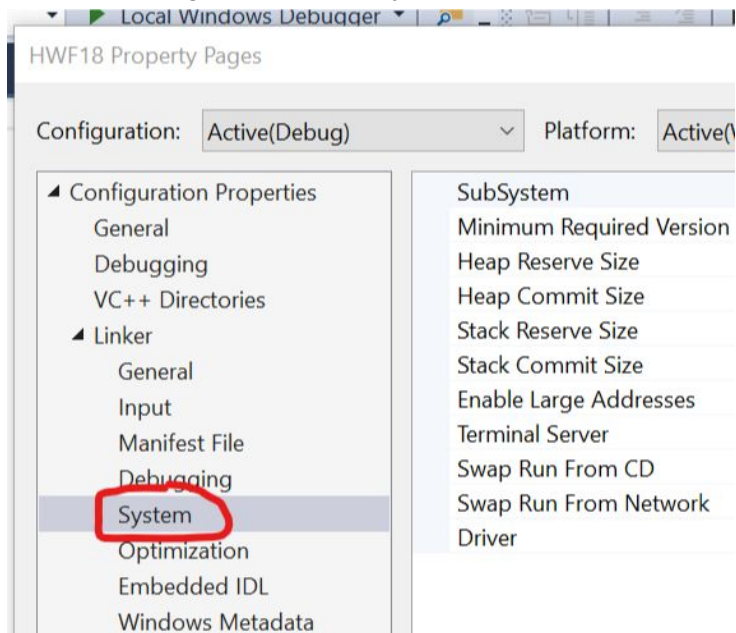 Local Windows Debugger
HWF18 Property Pages
Configuration:
Active(Debug)
Platform:
Configuration Properties
General
Debugging
VC++ Directories
Linker
General
Input
Manifest File
Debugging
System
Optimization
Embedded IDL
Windows Metadata
SubSystem
Minimum Required Version
Heap Reserve Size
Heap Commit Size
Stack Reserve Size
Stack Commit Size
Enable Large Addresses
Terminal Server
Swap Run From CD
Swap Run From Network
Driver